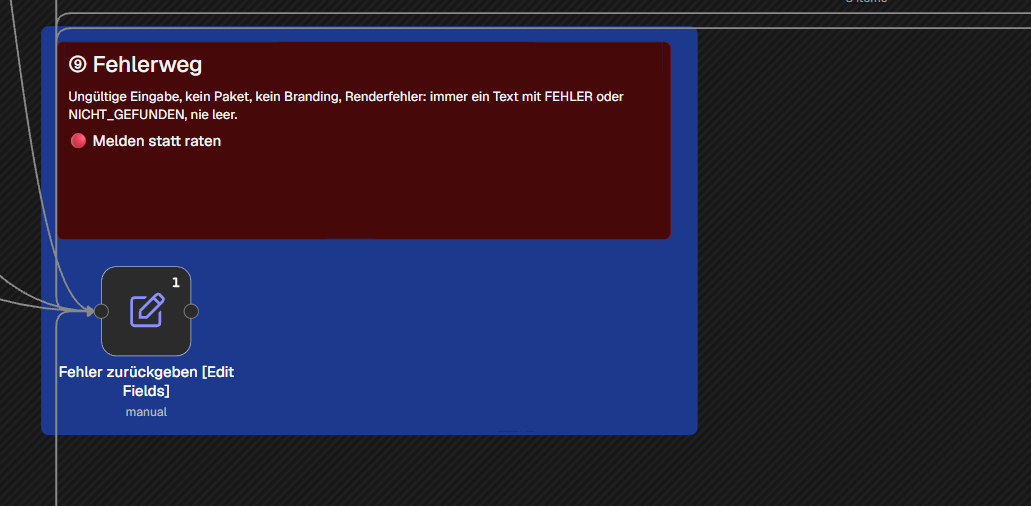 ⑨ Fehlerweg
Ungültige Eingabe, kein Paket, kein Branding, Renderfehler: immer ein Text mit FEHLER oder
NICHT_GEFUNDEN, nie leer.
Melden statt raten
1
Fehler zurückgeben [Edit
Fields]
manual